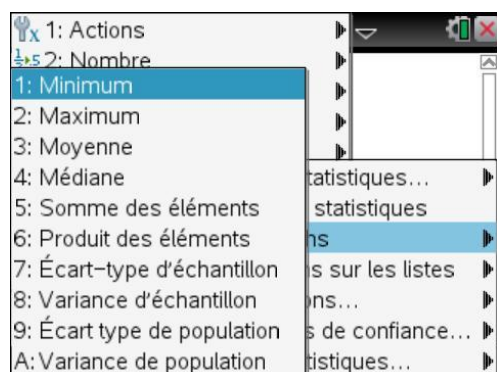 1: Actions
2: Nombre
1: Minimum
2: Maximum
3: Moyenne
4: Médiane
5: Somme des éléments
6: Produit des éléments
7: Écart-type d'échantillon
8: Variance d'échantillon
9: Écart type de population
A: Variance de population
tatistiques...
statistiques
ns
s sur les listes
ons...
s de confiance...
tistiques...